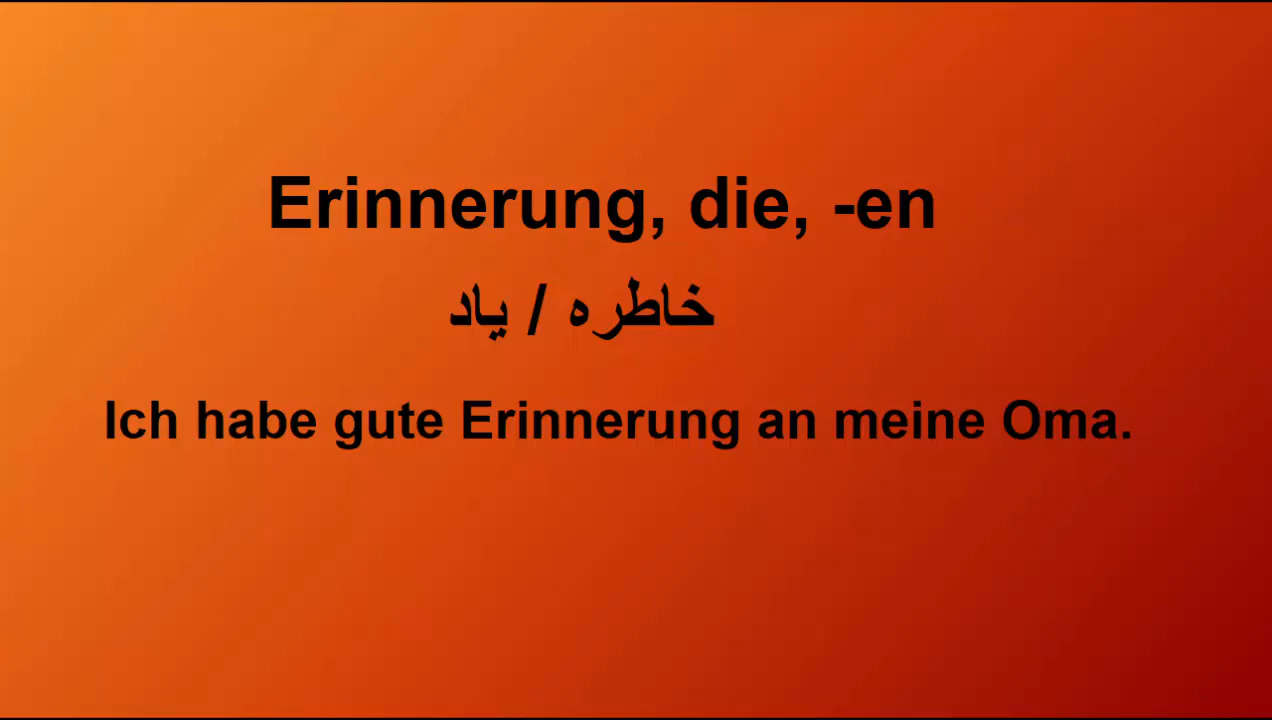 Erinnerung, die, -en
خاطره / یاد
Ich habe gute Erinnerung an meine Oma.